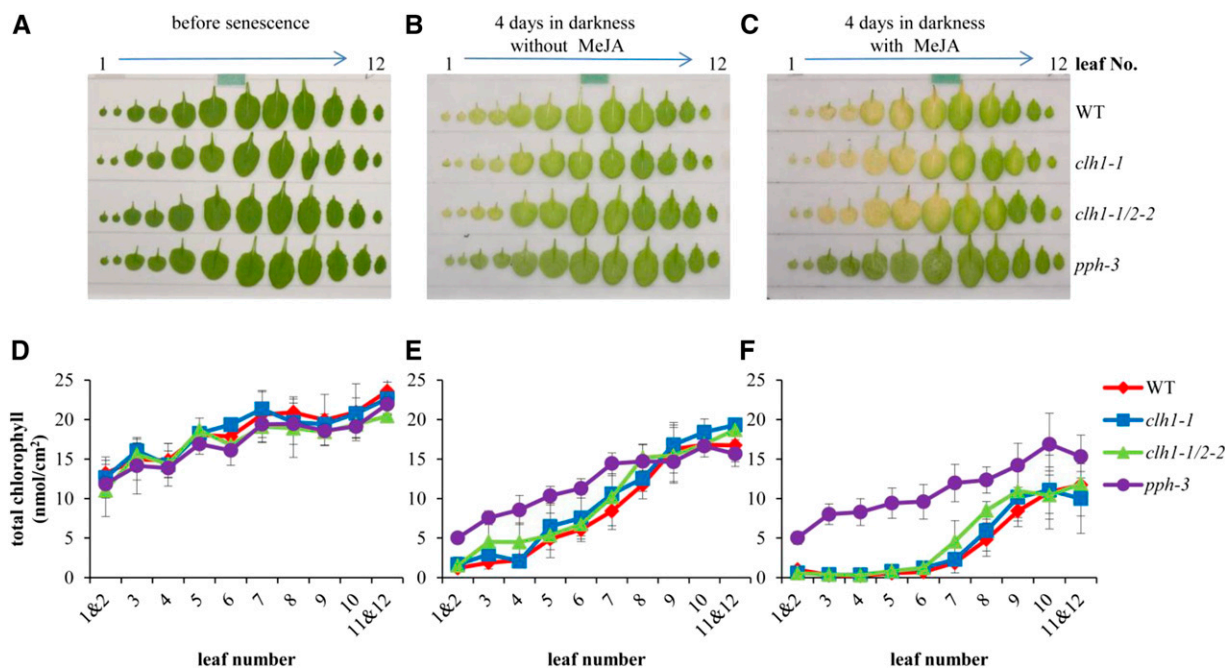 A
before senescence
1
12
B
4 days in darkness
without MeJA
1
12
C
4 days in darkness
with MeJA
1
12
leaf No.
WT
clh1-1
clh1-1/2-2
pph-3
D
total chlorophyll
(nmol/cm²)
25
20
15
10
5
0
1&2
3
4
5
6
7
8
9
10
11&12
leaf number
E
25
20
15
10
5
0
1&2
3
4
5
6
7
8
9
10
11&12
leaf number
F
25
20
15
10
5
0
1&2
3
4
5
6
7
8
9
10
11&12
leaf number
WT
clh1-1
clh1-1/2-2
pph-3